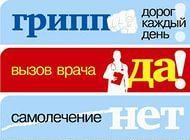 грипп дорог
каждый
день!
вызов врача да!
самолечение нет